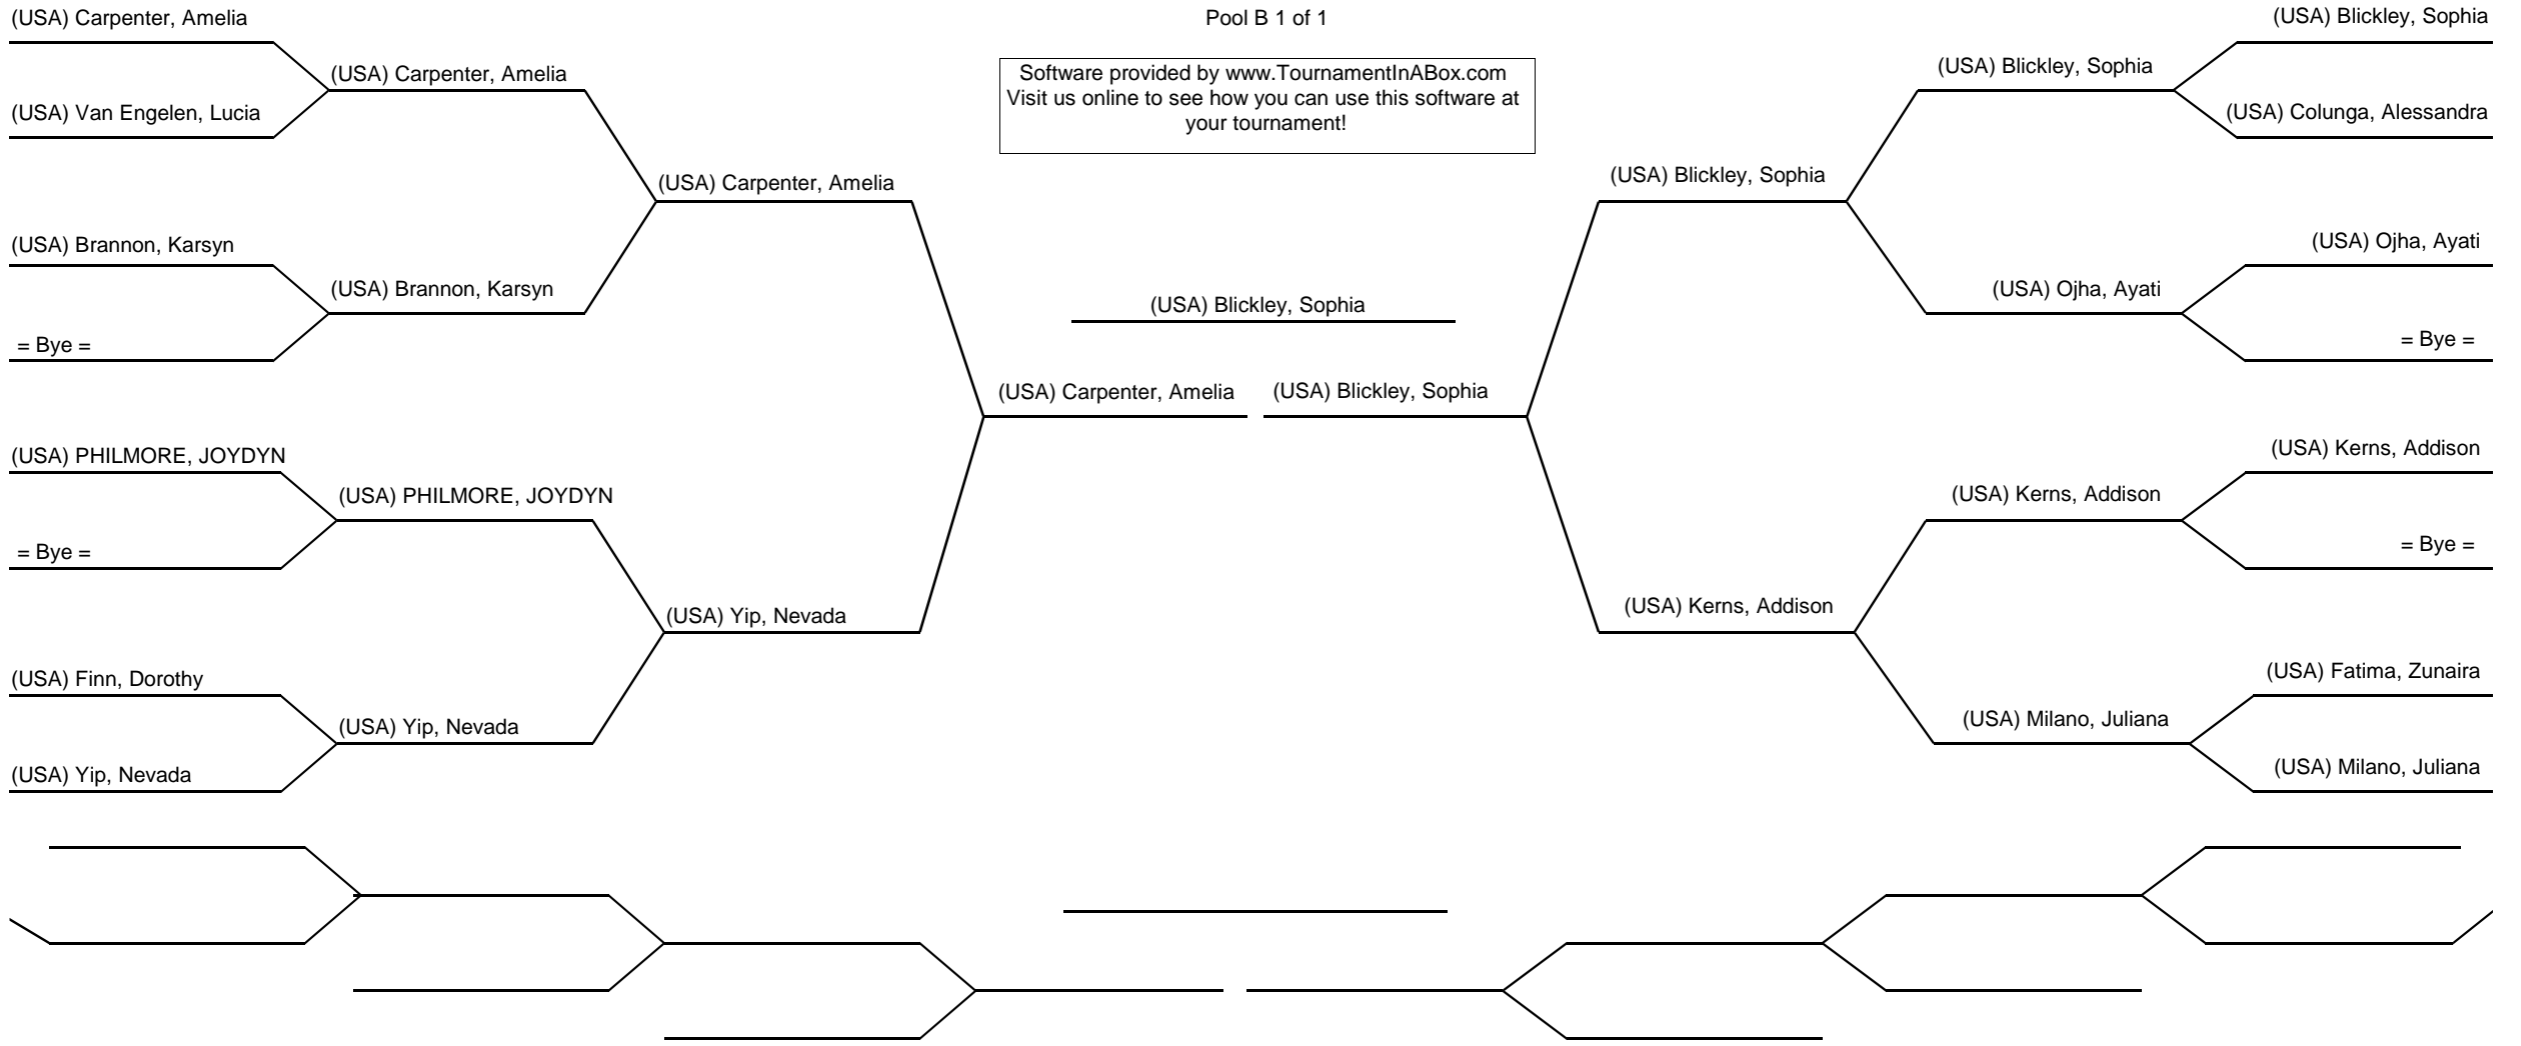 (USA) Carpenter, Amelia
Pool B 1 of 1
(USA) Blickley, Sophia
(USA) Carpenter, Amelia
Software provided by www.TournamentInABox.com
Visit us online to see how you can use this software at
your tournament!
(USA) Blickley, Sophia
(USA) Van Engelen, Lucia
(USA) Colunga, Alessandra
(USA) Carpenter, Amelia
(USA) Blickley, Sophia
(USA) Brannon, Karsyn
(USA) Ojha, Ayati
(USA) Brannon, Karsyn
(USA) Blickley, Sophia
(USA) Ojha, Ayati
= Bye =
= Bye =
(USA) Carpenter, Amelia
(USA) Blickley, Sophia
(USA) PHILMORE, JOYDYN
(USA) Kerns, Addison
(USA) PHILMORE, JOYDYN
(USA) Kerns, Addison
= Bye =
= Bye =
(USA) Yip, Nevada
(USA) Kerns, Addison
(USA) Finn, Dorothy
(USA) Fatima, Zunaira
(USA) Yip, Nevada
(USA) Milano, Juliana
(USA) Yip, Nevada
(USA) Milano, Juliana